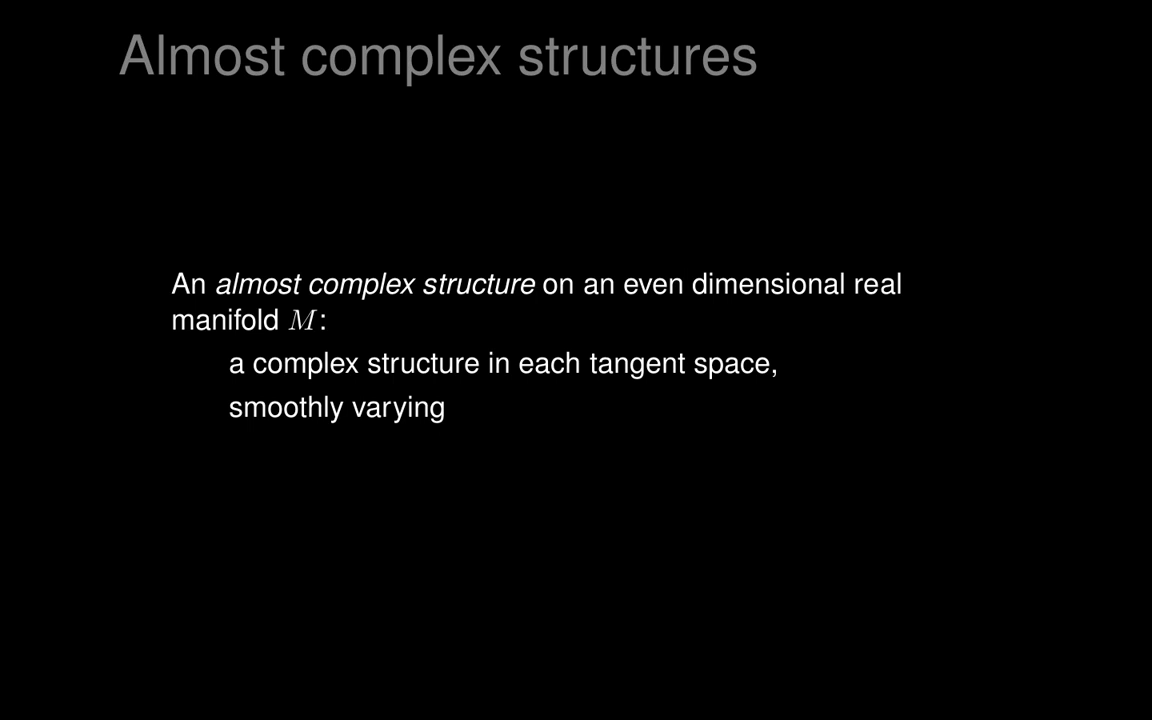 Almost complex structures
An almost complex structure on an even dimensional real
manifold M:
a complex structure in each tangent space,
smoothly varying